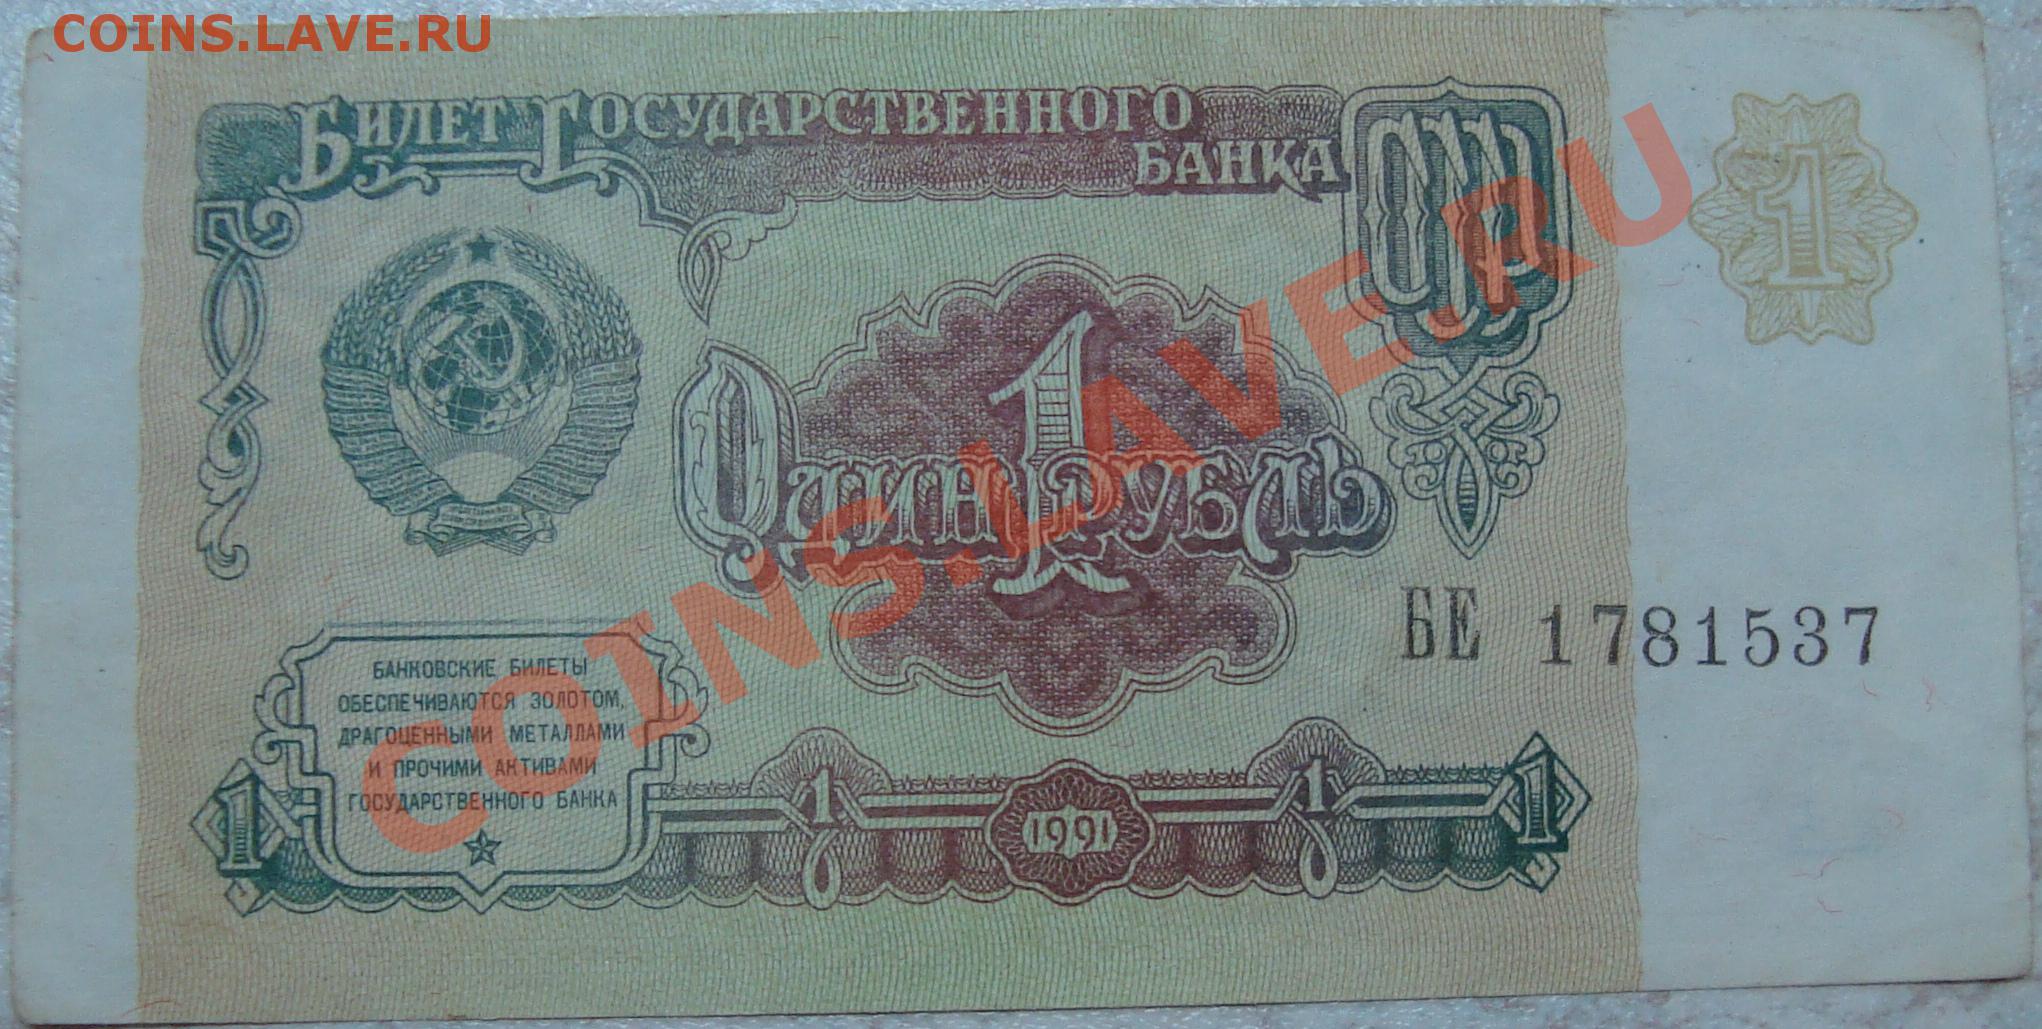 COINS.LAVE.RU
БИЛЕТ ГОСУДАРСТВЕННОГО
БАНКА
СССР
1
1
ОДИН РУБЛЬ
COINS.LAVE.RU
БЕ 1781537
БАНКОВСКИЕ БИЛЕТЫ
ОБЕСПЕЧИВАЮТСЯ ЗОЛОТОМ,
ДРАГОЦЕННЫМИ МЕТАЛЛАМИ
И ПРОЧИМИ АКТИВАМИ
ГОСУДАРСТВЕННОГО БАНКА
1 1 1991 1 1